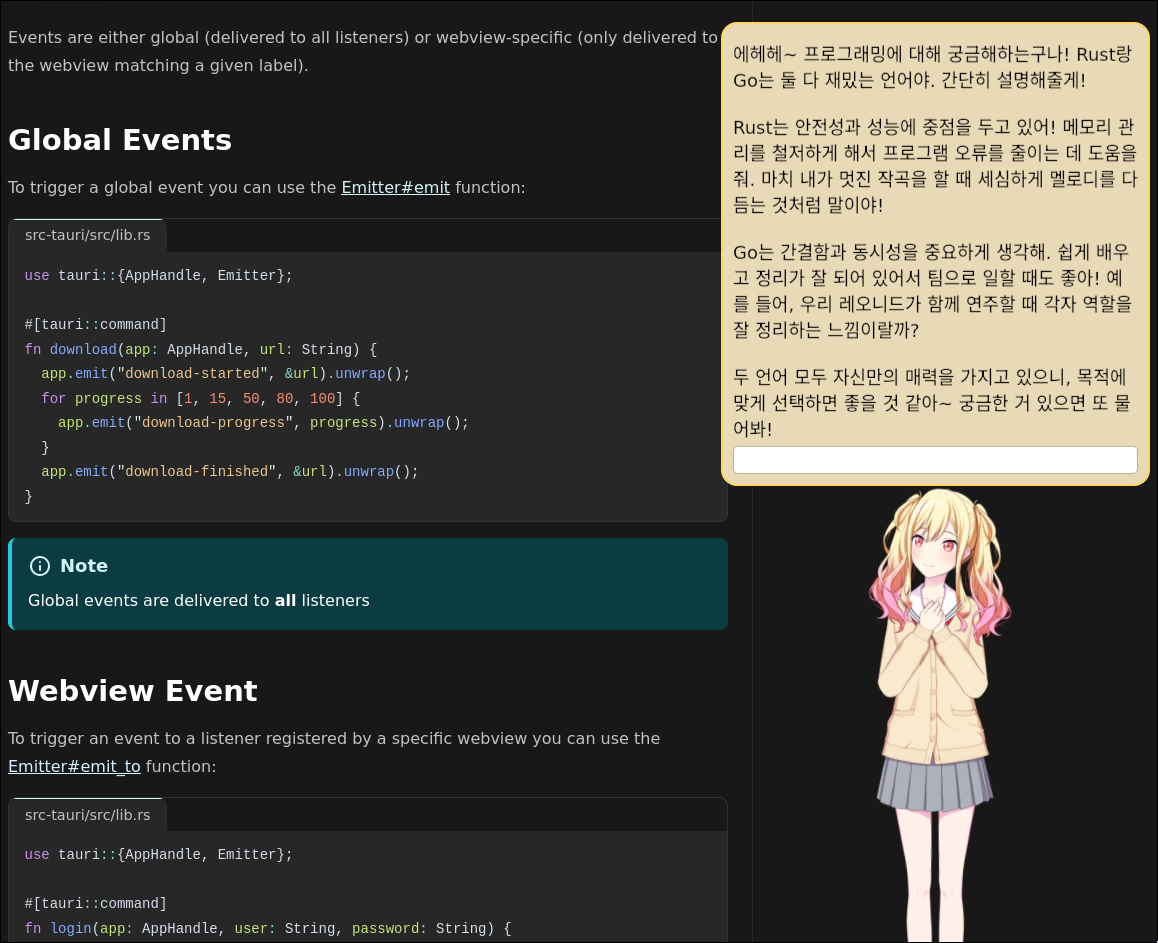 Events are either global (delivered to all listeners) or webview-specific (only delivered to
the webview matching a given label).
Global Events
To trigger a global event you can use the Emitter#emit function:
src-tauri/src/lib.rs
use tauri::{AppHandle, Emitter};
#[tauri::command]
fn download(app: AppHandle, url: String) {
  app.emit("download-started", &url).unwrap();
  for progress in [1, 15, 50, 80, 100] {
    app.emit("download-progress", progress).unwrap();
  }
  app.emit("download-finished", &url).unwrap();
}
Note
Global events are delivered to all listeners
Webview Event
To trigger an event to a listener registered by a specific webview you can use the
Emitter#emit_to function:
src-tauri/src/lib.rs
use tauri::{AppHandle, Emitter};
#[tauri::command]
fn login(app: AppHandle, user: String, password: String) {
에헤헤~ 프로그래밍에 대해 궁금해하는구나! Rust랑
Go는 둘 다 재밌는 언어야. 간단히 설명해줄게!
Rust는 안전성과 성능에 중점을 두고 있어! 메모리 관
리를 철저하게 해서 프로그램 오류를 줄이는 데 도움을
줘. 마치 내가 멋진 작곡을 할 때 세심하게 멜로디를 다
듬는 것처럼 말이야!
Go는 간결함과 동시성을 중요하게 생각해. 쉽게 배우
고 정리가 잘 되어 있어서 팀으로 일할 때도 좋아! 예
를 들어, 우리 레오니드가 함께 연주할 때 각자 역할을
잘 정리하는 느낌이랄까?
두 언어 모두 자신만의 매력을 가지고 있으니, 목적에
맞게 선택하면 좋을 것 같아~ 궁금한 거 있으면 또 물
어봐!